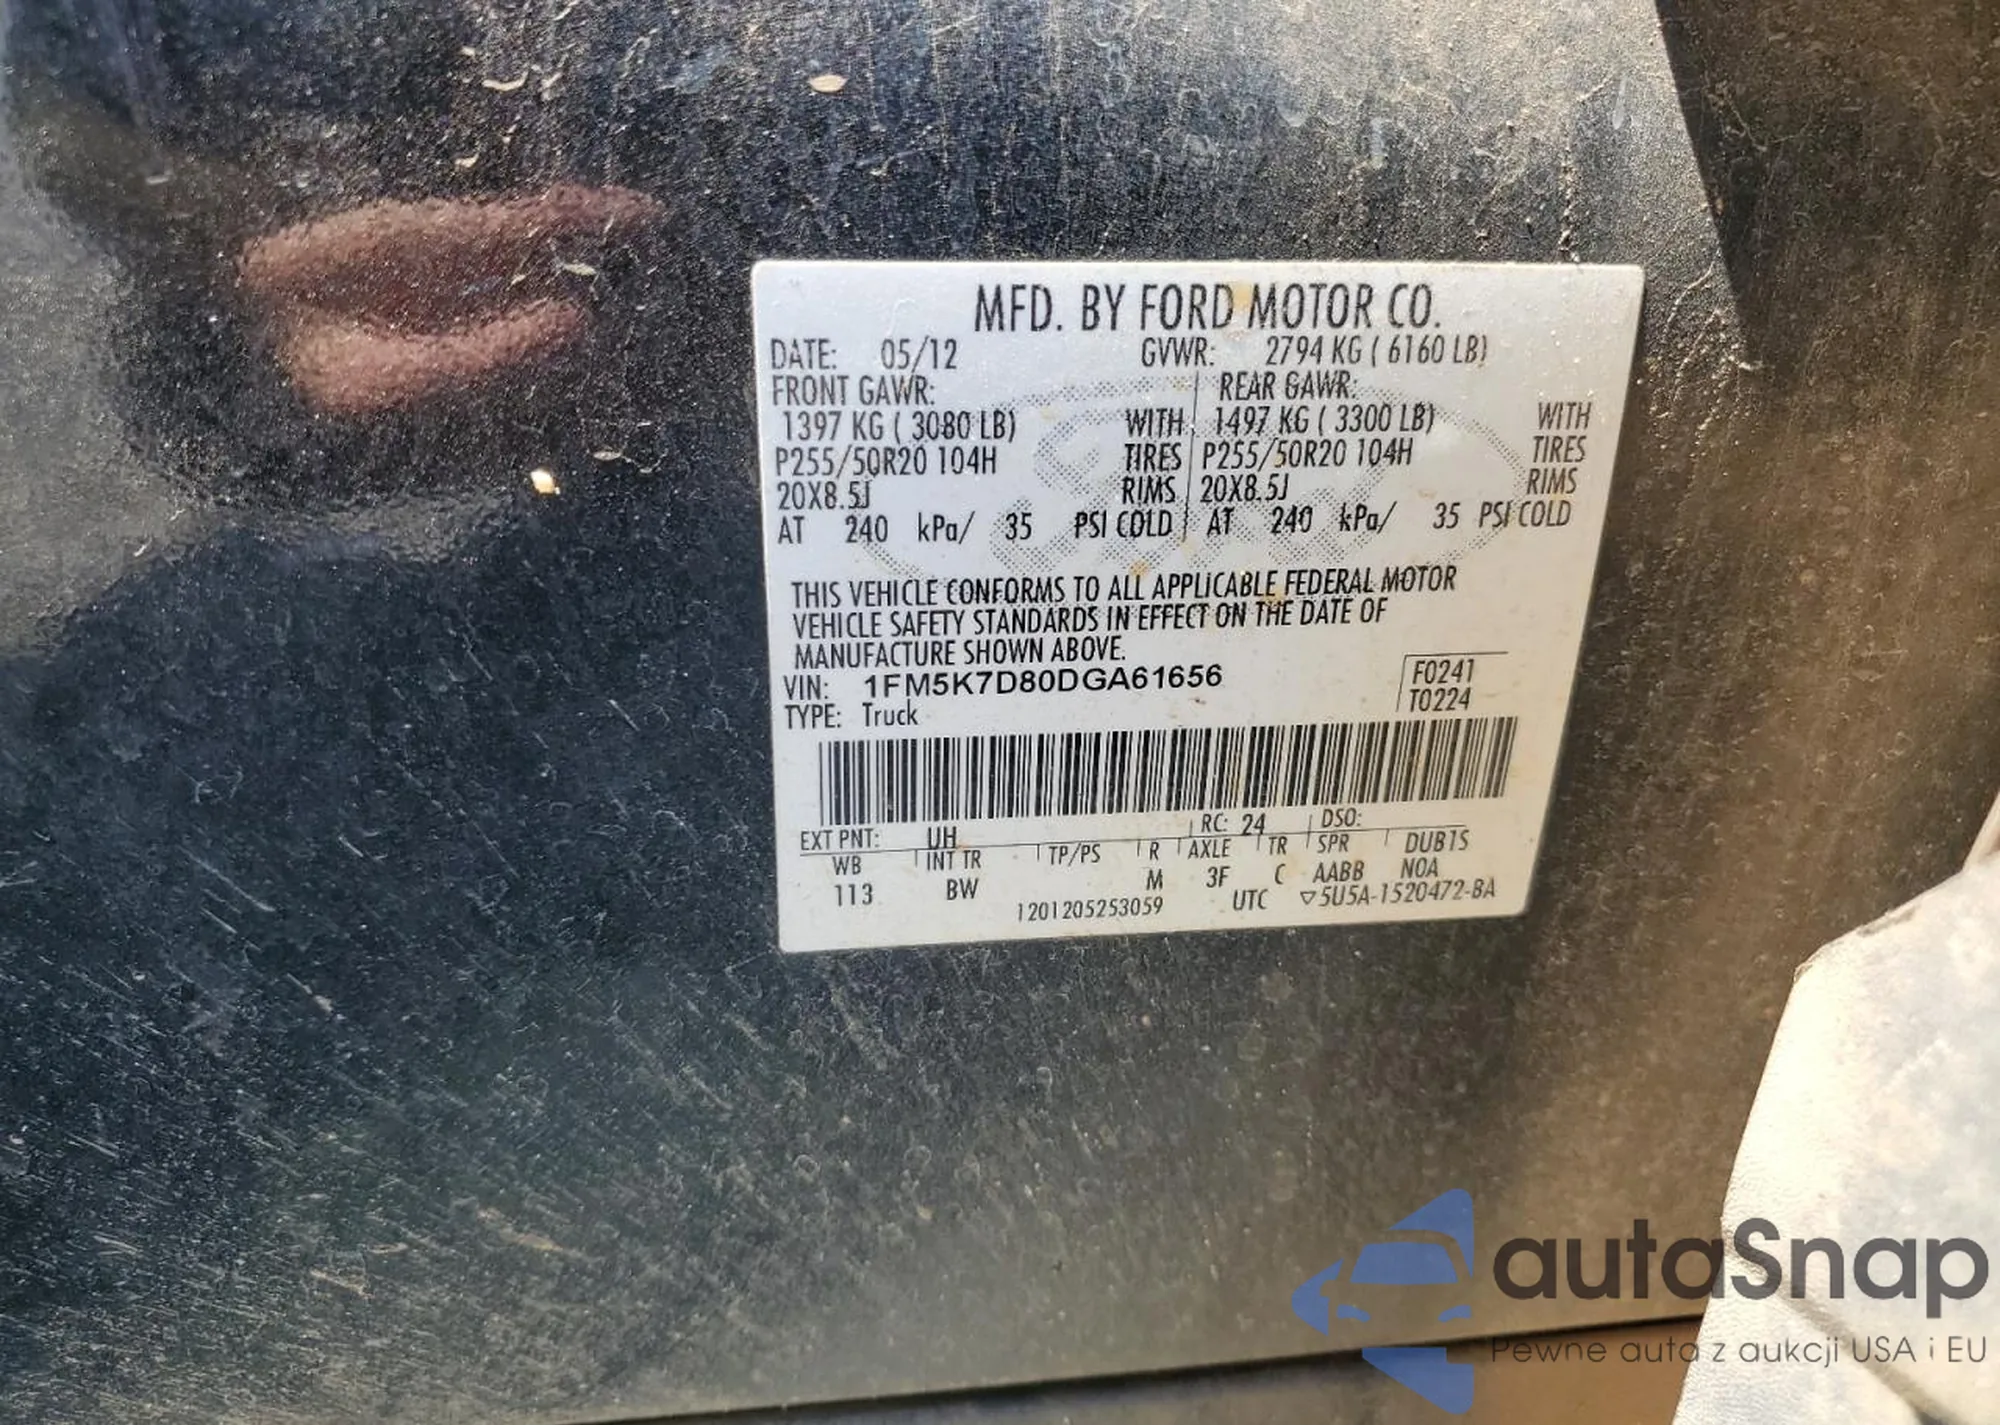 MFD. BY FORD MOTOR CO.
DATE: 05/12 GVWR: 2794 KG ( 6160 LB)
FRONT GAWR: REAR GAWR:
1397 KG ( 3080 LB) WITH 1497 KG ( 3300 LB) WITH
P255/50R20 104H TIRES P255/50R20 104H TIRES
20X8.5J RIMS 20X8.5J RIMS
AT 240 kPa/ 35 PSI COLD AT 240 kPa/ 35 PSI COLD
THIS VEHICLE CONFORMS TO ALL APPLICABLE FEDERAL MOTOR
VEHICLE SAFETY STANDARDS IN EFFECT ON THE DATE OF
MANUFACTURE SHOWN ABOVE.
VIN: 1FM5K7D80DGA61656 F0241
TYPE: Truck T0224
EXT PNT: UH RC: 24 DSO:
WB INT TR TP/PS R AXLE TR SPR DUB1S
113 BW M 3F C AABB NOA
1201205253059 UTC ▽5U5A-1520472-BA
autaSnap
Pewne auta z aukcji USA i EU